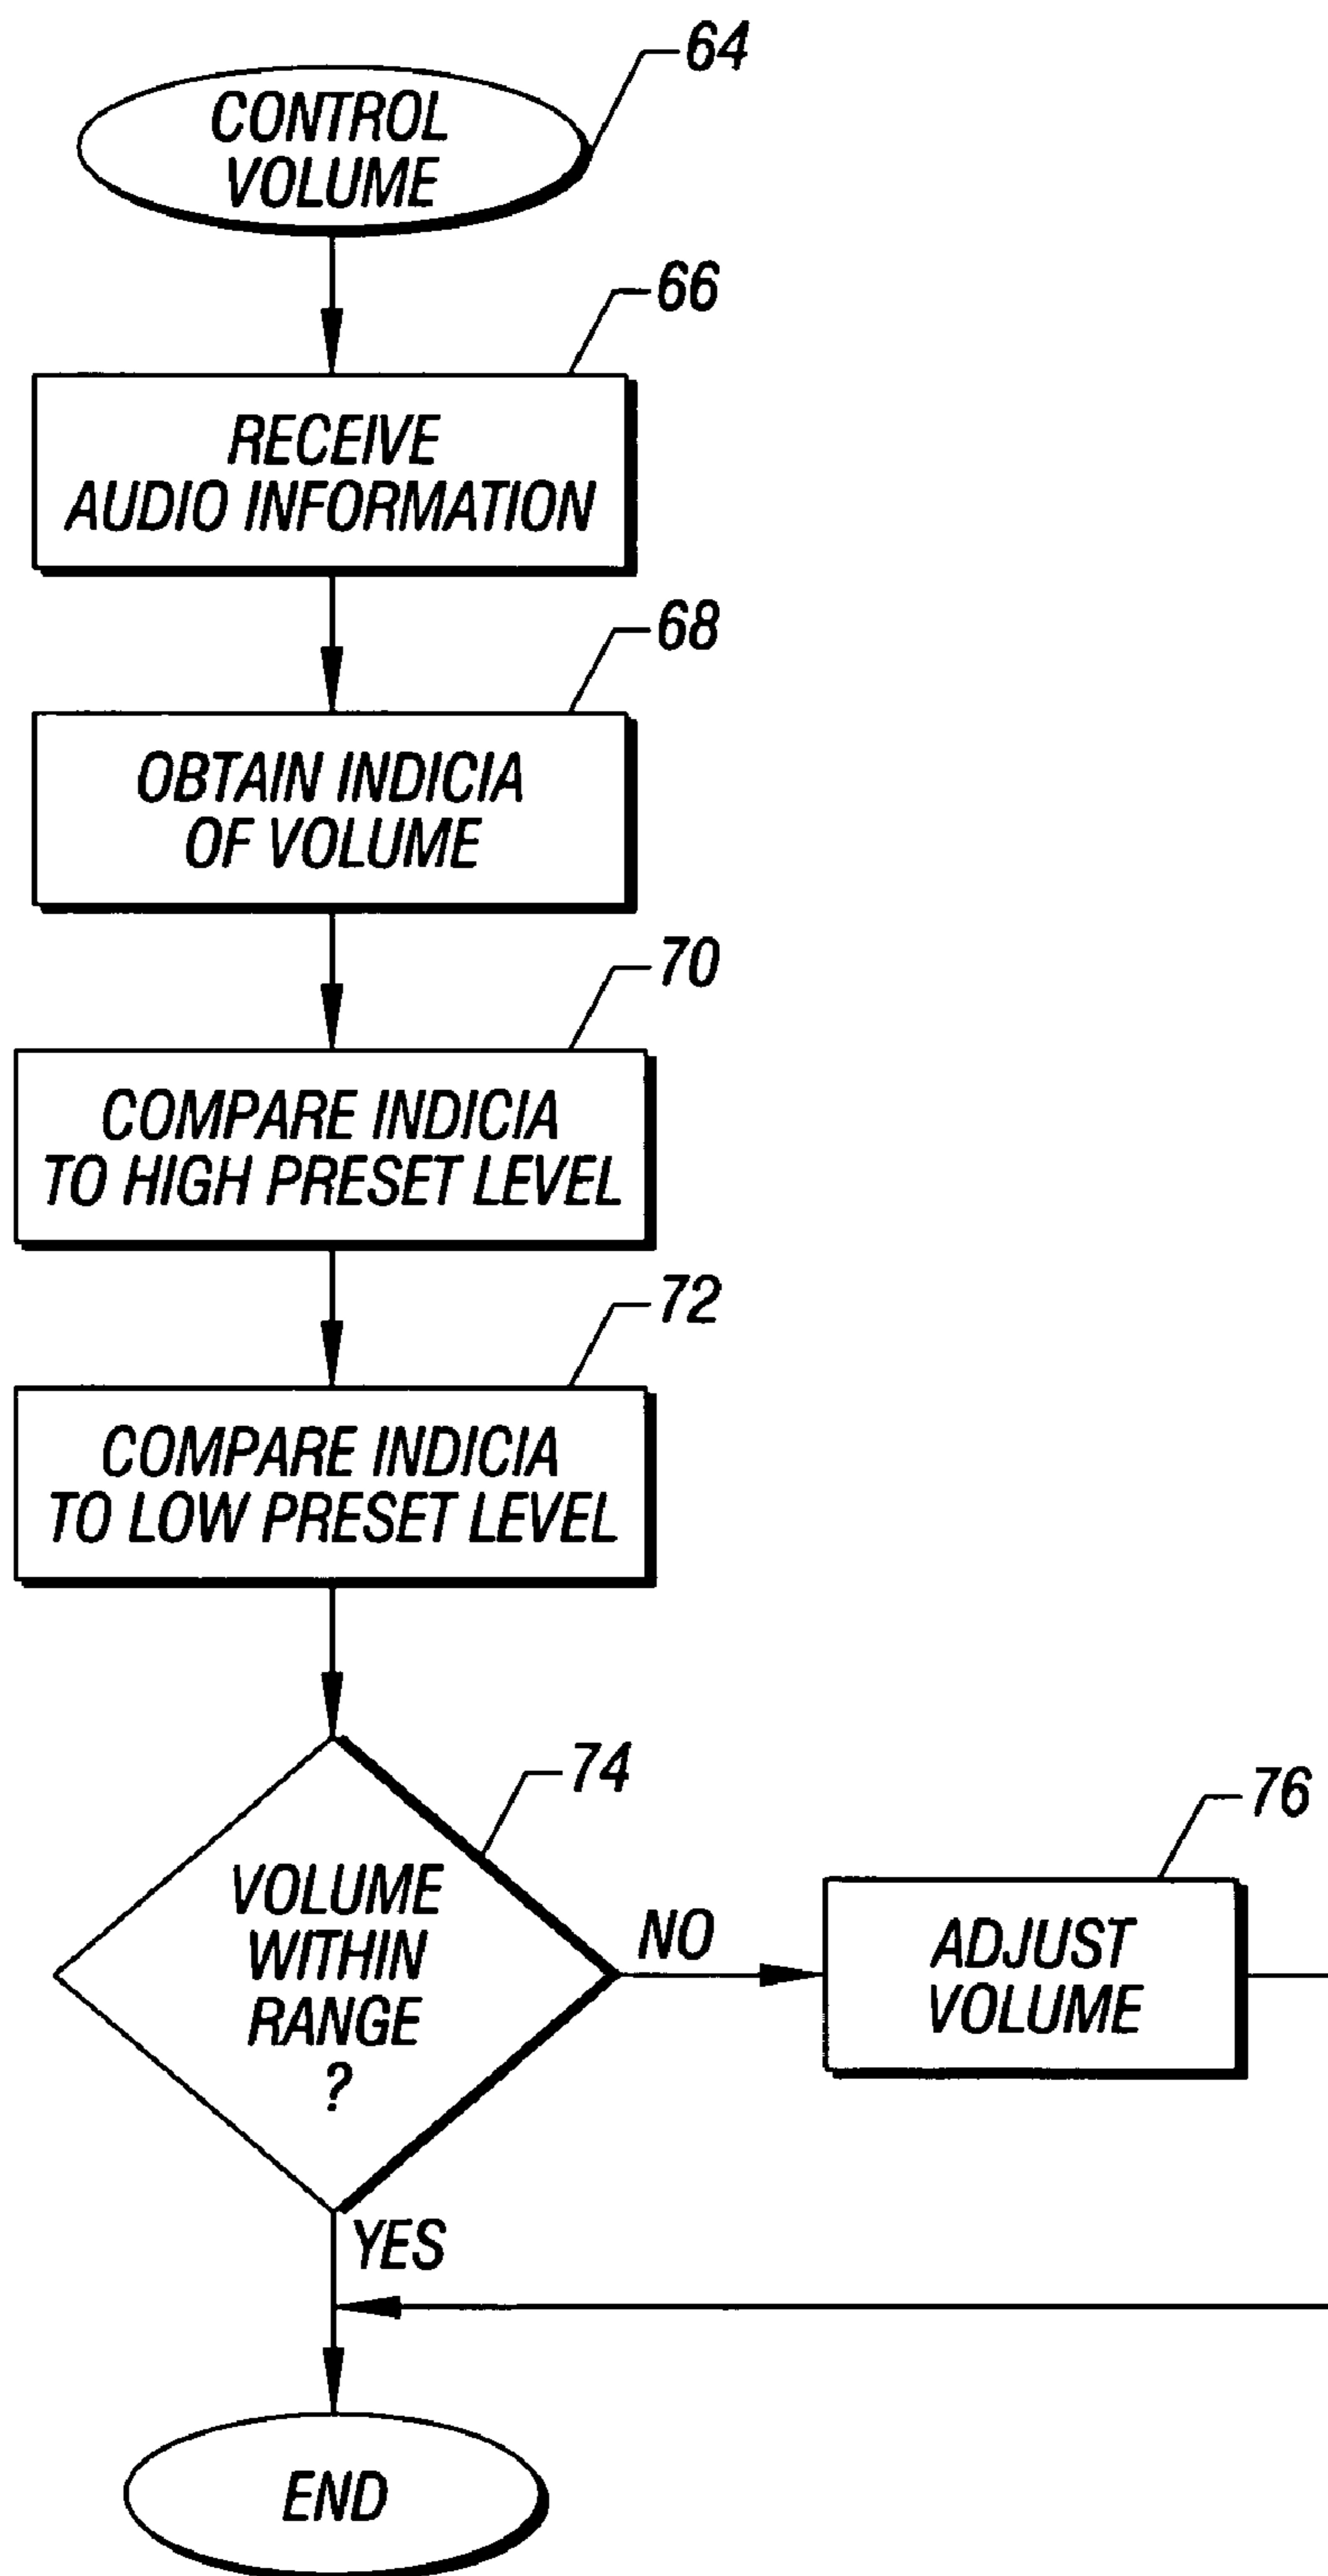 64
CONTROL
VOLUME
66
RECEIVE
AUDIO INFORMATION
68
OBTAIN INDICIA
OF VOLUME
70
COMPARE INDICIA
TO HIGH PRESET LEVEL
72
COMPARE INDICIA
TO LOW PRESET LEVEL
74
VOLUME
WITHIN
RANGE
?
NO
76
ADJUST
VOLUME
YES
END